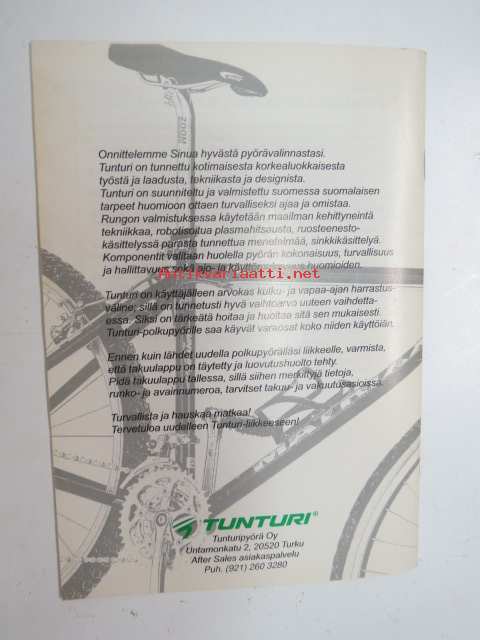 Onnittelemme Sinua hyvästä pyörävalinnastasi.
Tunturi on tunnettu kotimaisesta korkealuokkaisesta
työstä ja laadusta, tekniikasta ja designista.
Tunturi on suunniteltu ja valmistettu suomessa suomalaisen
tarpeet huomioon ottaen turvalliseksi ajaa ja omistaa.
Rungon valmistuksessa käytetään maailman kehittyneintä
tekniikkaa, robotisoitua plasmahitsausta, ruosteenesto-
käsittelyssä parasta tunnettua menetelmää, sinkkikäsittelyä.
Komponentit valitaan huolella pyörän kokonaisuus, turvallisuus
ja hallittavuus sekä ajo- ja huomioiden.
Antiikvariaatti.net
Tunturi on käyttäjälleen arvokas kulku- ja vapaa-ajan harrastus-
väline, sillä on tunnetusti hyvä vaihtoarvo uuteen vaihdetta-
essa. Siksi on tärkeätä hoitaa ja huoltaa sitä sen mukaisesti.
Tunturi-polkupyörille saa käyvät varaosat koko niiden käyttöiän.
Ennen kuin lähdet uudella polkupyörälläsi liikkeelle, varmista,
että takuulappu on täytetty ja luovutushuolto tehty.
Pidä takuulappu tallessa, sillä siihen merkittyjä tietoja,
runko- ja avainnumeroa, tarvitset takuu- ja vakuutusasioissa.
Turvallista ja hauskaa matkaa!
Tervetuloa uudelleen Tunturi-liikkeeseen!
TUNTURI®
Tunturipyörä Oy
Untamonkatu 2, 20520 Turku
After Sales asiakaspalvelu
Puh. (921) 260 3280